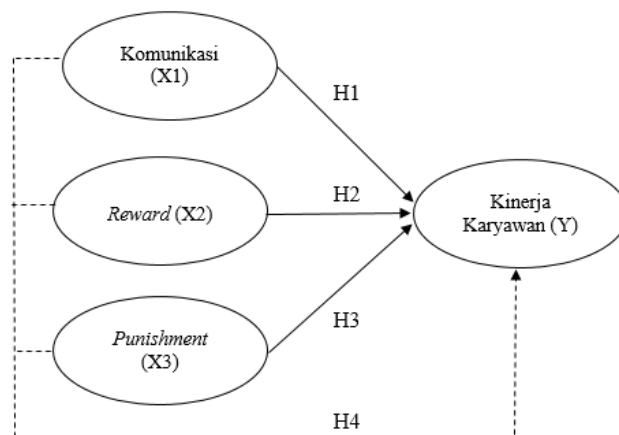 Komunikasi
(X1)
H1
Reward (X2)
H2
Kinerja
Karyawan (Y)
Punishment
(X3)
H3
H4